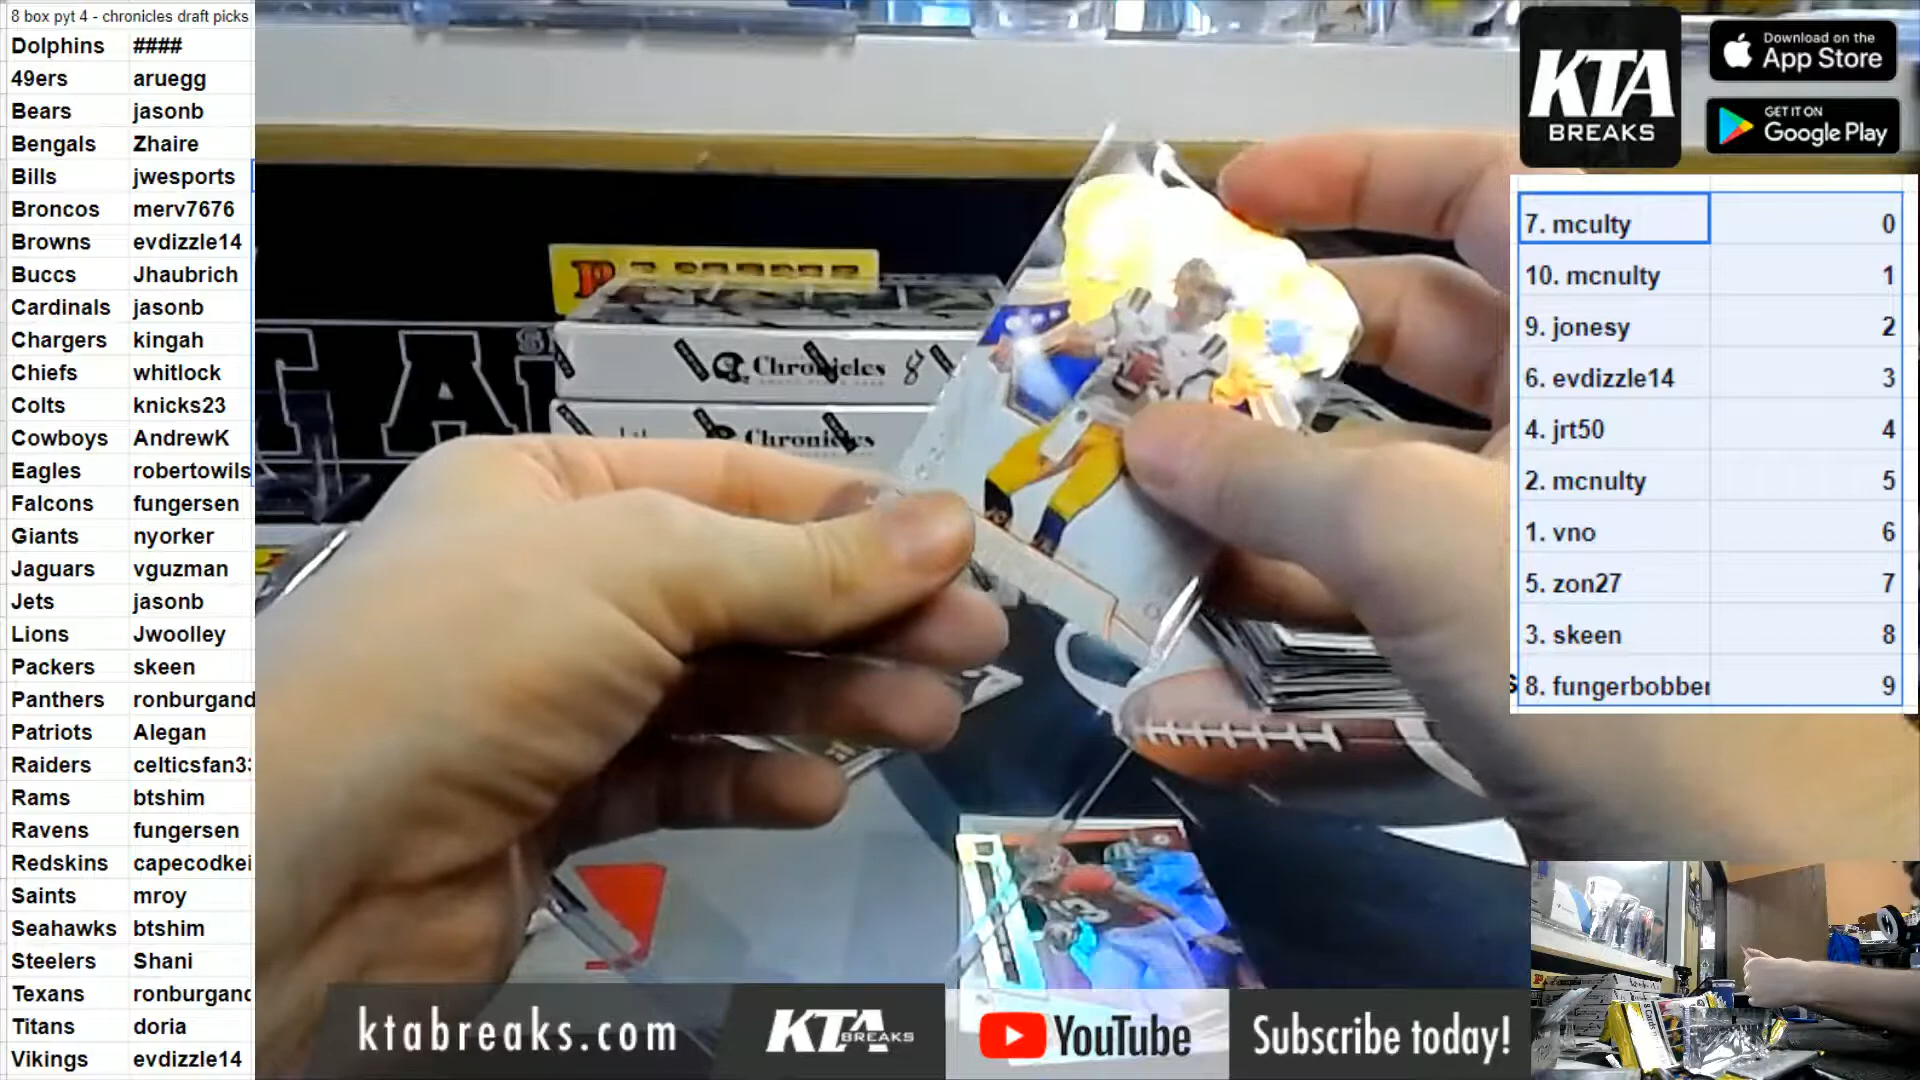 8 box pyt 4 - chronicles draft picks
Dolphins ####
49ers aruegg
Bears jasonb
Bengals Zhaire
Bills jwesports
Broncos merv7676
Browns evdizzle14
Buccs Jhaubrich
Cardinals jasonb
Chargers kingah
Chiefs whitlock
Colts knicks23
Cowboys AndrewK
Eagles robertowils
Falcons fungersen
Giants nyorker
Jaguars vguzman
Jets jasonb
Lions Jwoolley
Packers skeen
Panthers ronburgand
Patriots Alegan
Raiders celticsfan33
Rams btshim
Ravens fungersen
Redskins capecodkei
Saints mroy
Seahawks btshim
Steelers Shani
Texans ronburgand
Titans doria
Vikings evdizzle14
Chronicles
Chronicles
KTA
BREAKS
Download on the
App Store
GET IT ON
Google Play
7. mculty 0
10. mcnulty 1
9. jonesy 2
6. evdizzle14 3
4. jrt50 4
2. mcnulty 5
1. vno 6
5. zon27 7
3. skeen 8
8. fungerbobber 9
ktabreaks.com
KTA BREAKS
YouTube
Subscribe today!